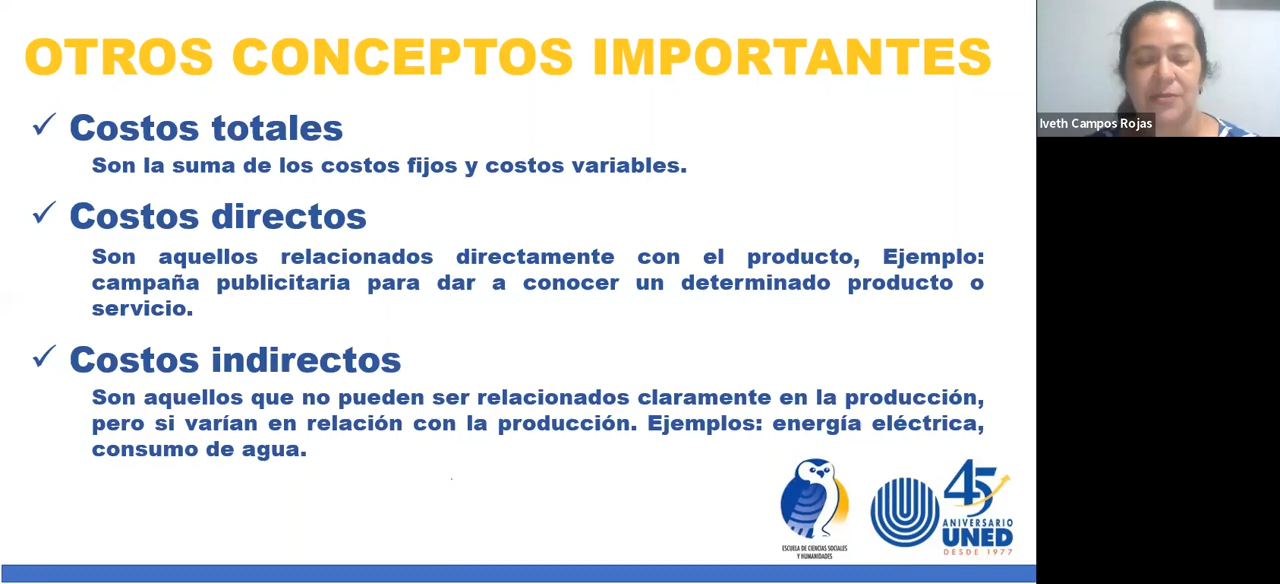 OTROS CONCEPTOS IMPORTANTES
Costos totales
Son la suma de los costos fijos y costos variables.
Costos directos
Son aquellos relacionados directamente con el producto, Ejemplo:
campaña publicitaria para dar a conocer un determinado producto o
servicio.
Costos indirectos
Son aquellos que no pueden ser relacionados claramente en la producción,
pero si varían en relación con la producción. Ejemplos: energía eléctrica,
consumo de agua.
ESCUELA DE CIENCIAS SOCIALES
Y HUMANIDADES
45
ANIVERSARIO
UNED
DESDE 1977
Iveth Campos Rojas